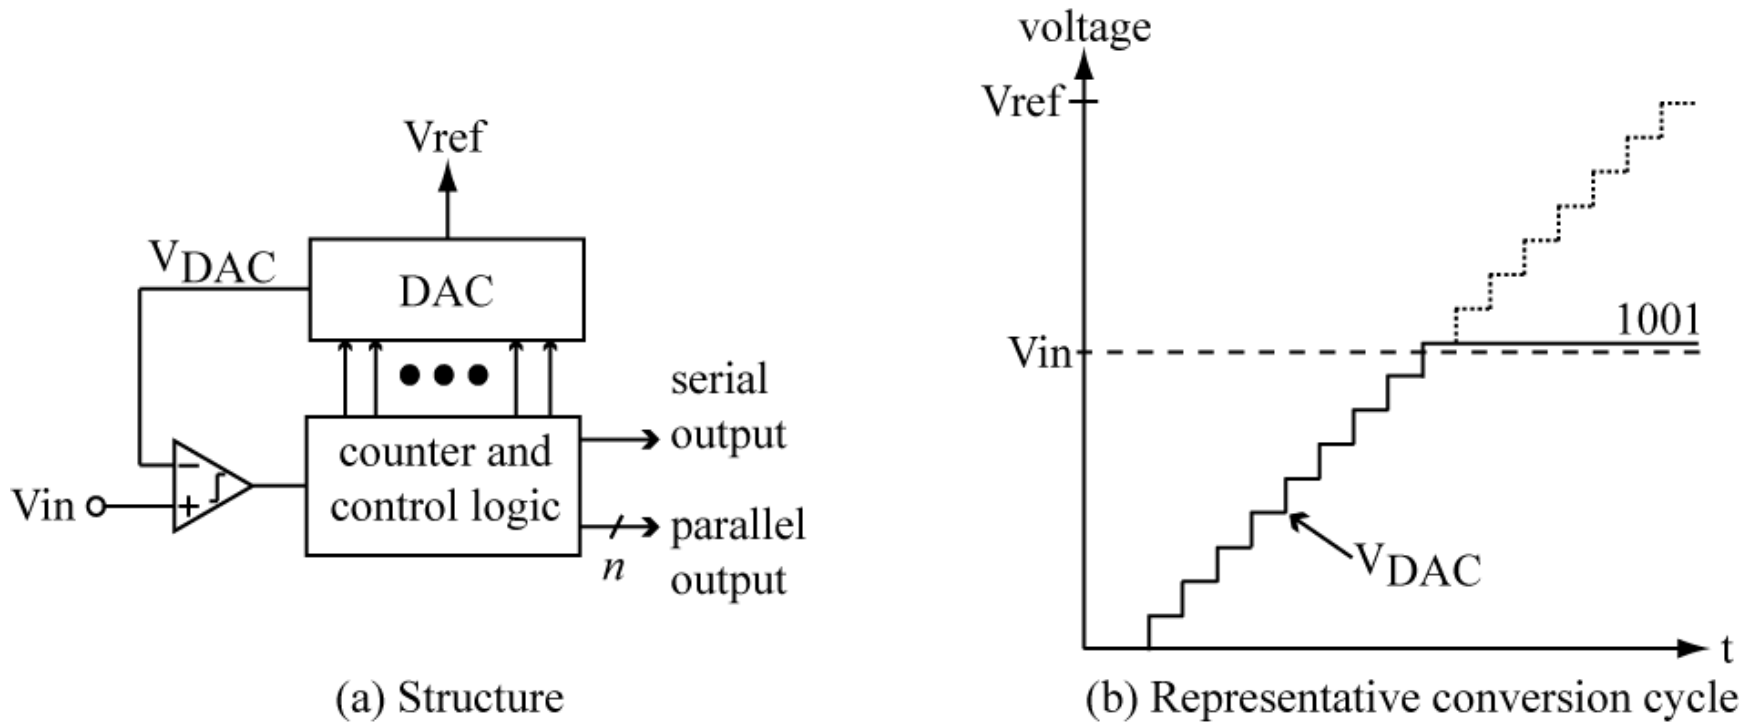 Vref
VDAC
DAC
counter and
control logic
Vin
−
+
serial
output
n
parallel
output
(a) Structure
voltage
Vref
Vin
1001
VDAC
t
(b) Representative conversion cycle